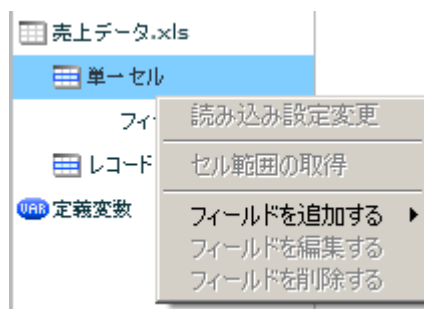 売上データ.xls
単一セル
フィ
読み込み設定変更
レコード
セル範囲の取得
VAR 定義変数
フィールドを追加する
フィールドを編集する
フィールドを削除する